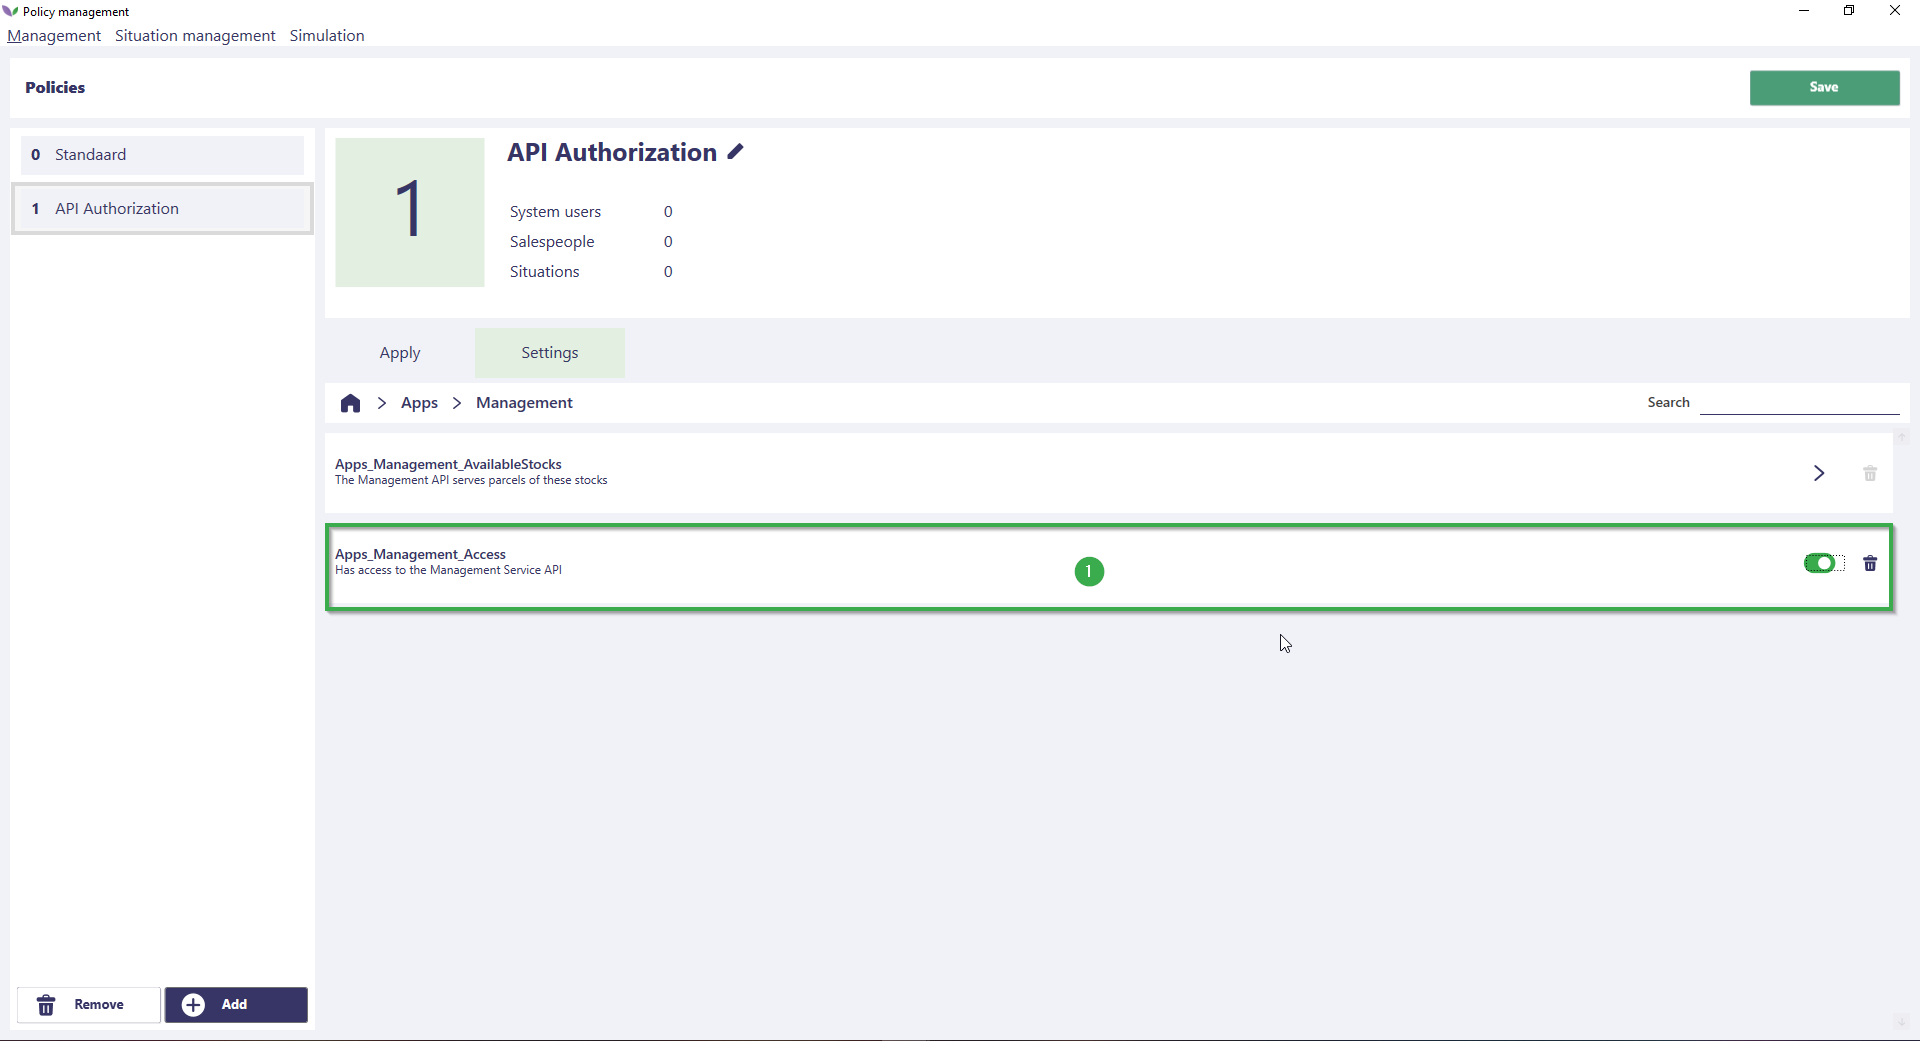 Policy management
Management Situation management Simulation
Policies
Save
0 Standaard
1 API Authorization
1
API Authorization
System users 0
Salespeople 0
Situations 0
Apply Settings
Apps Management
Search
Apps_Management_AvailableStocks
The Management API serves parcels of these stocks
Apps_Management_Access
Has access to the Management Service API
1
Remove Add